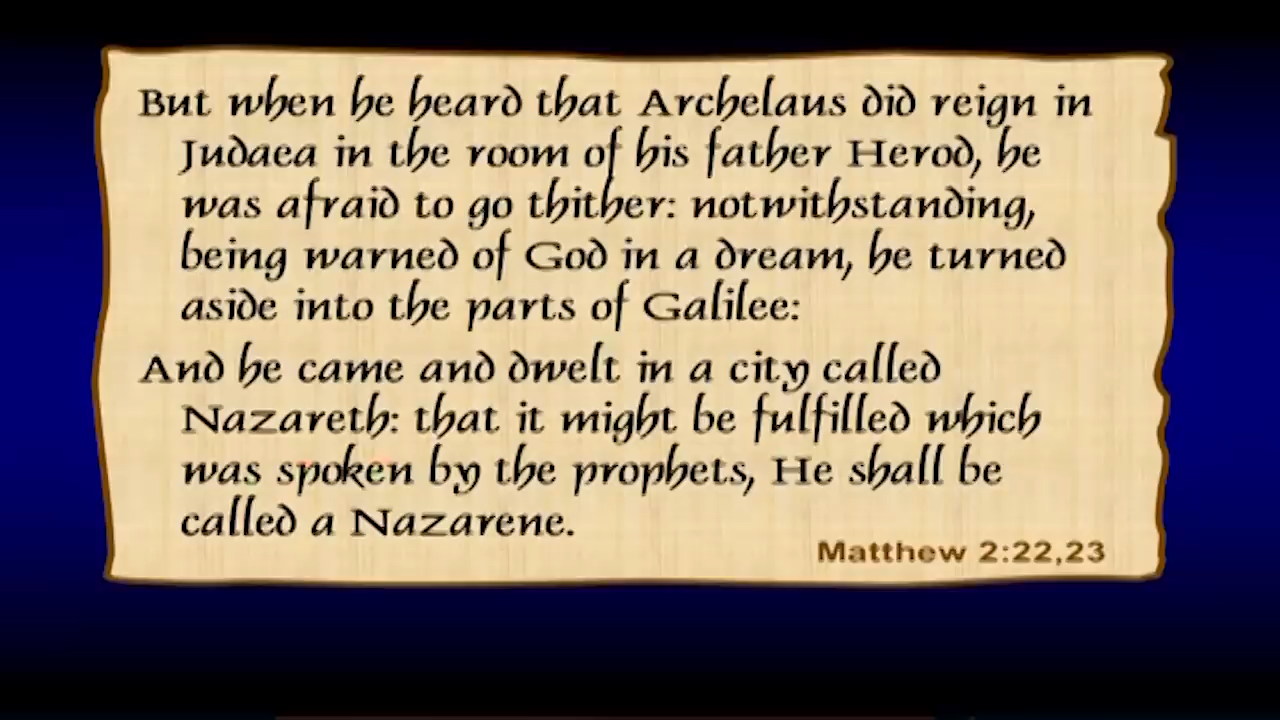 But when he heard that Archelaus did reign in
Judaea in the room of his father Herod, he
was afraid to go thither: notwithstanding,
being warned of God in a dream, he turned
aside into the parts of Galilee:
And he came and dwelt in a city called
Nazareth: that it might be fulfilled which
was spoken by the prophets, He shall be
called a Nazarene.
Matthew 2:22,23